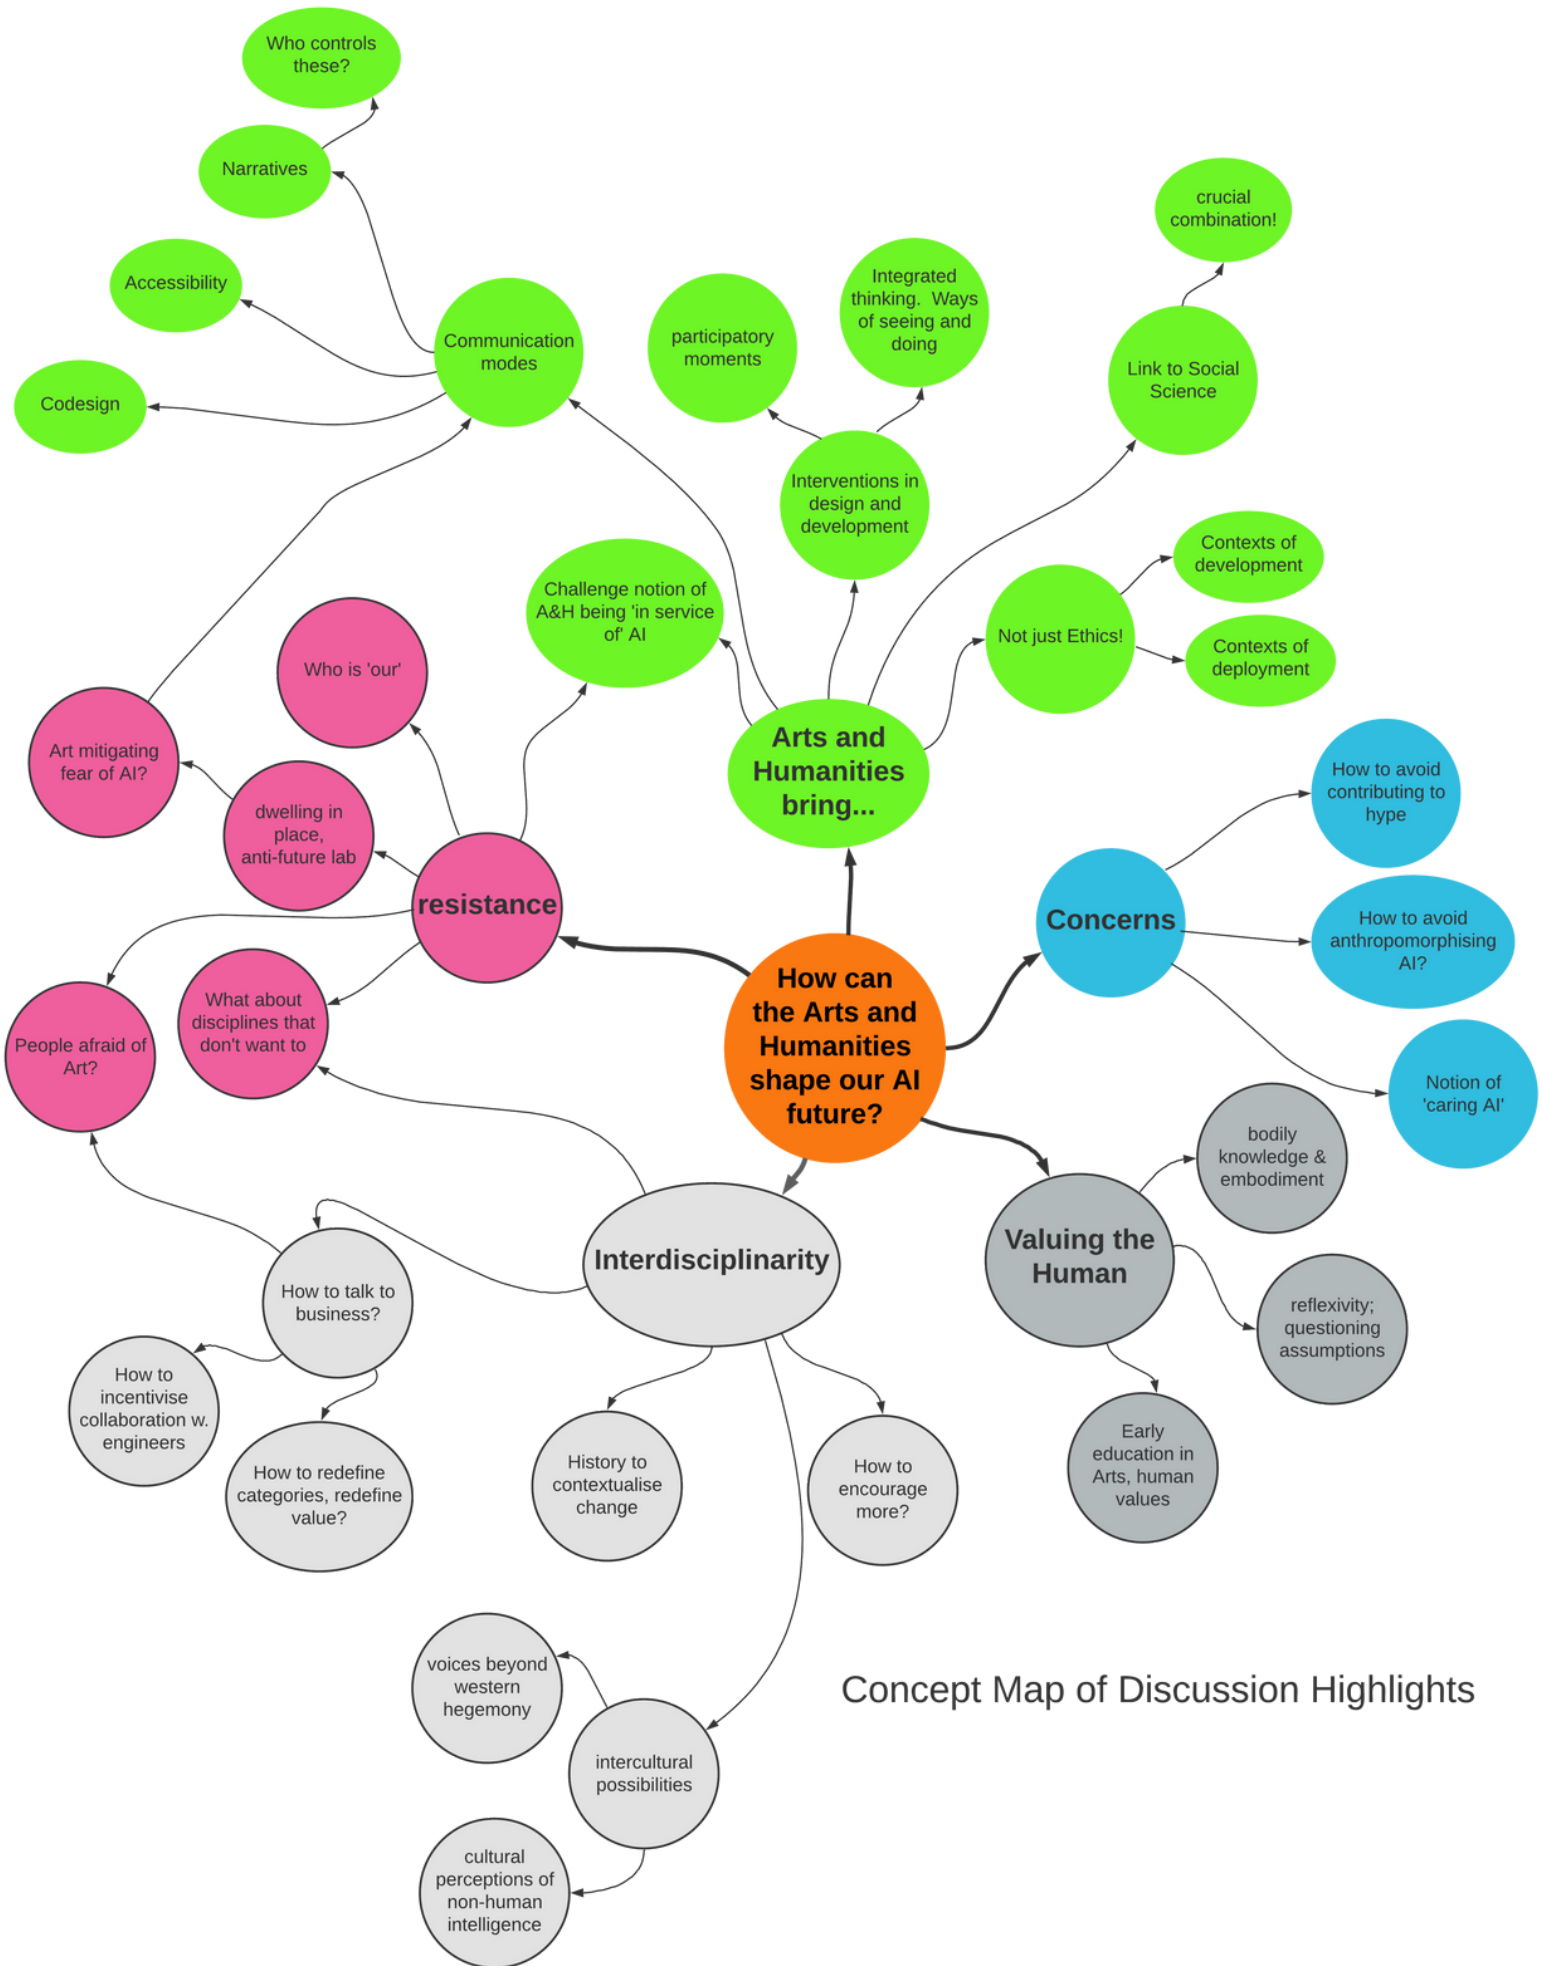 Who controls
these?
Narratives
crucial
combination!
Accessibility
Integrated
thinking.  Ways
of seeing and
doing
participatory
moments
Communication
modes
Link to Social
Science
Codesign
Interventions in
design and
development
Contexts of
development
Challenge notion of
A&H being 'in service
of' AI
Not just Ethics!
Contexts of
deployment
Who is 'our'
Art mitigating
fear of AI?
Arts and
Humanities
bring...
How to avoid
contributing to
hype
dwelling in
place,
anti-future lab
resistance
Concerns
How to avoid
anthropomorphising
AI?
What about
disciplines that
don't want to
How can
the Arts and
Humanities
shape our AI
future?
People afraid of
Art?
Notion of
'caring AI'
bodily
knowledge &
embodiment
Interdisciplinarity
Valuing the
Human
How to talk to
business?
reflexivity;
questioning
assumptions
How to
incentivise
collaboration w.
engineers
How to redefine
categories, redefine
value?
History to
contextualise
change
How to
encourage
more?
Early
education in
Arts, human
values
voices beyond
western
hegemony
Concept Map of Discussion Highlights
intercultural
possibilities
cultural
perceptions of
non-human
intelligence